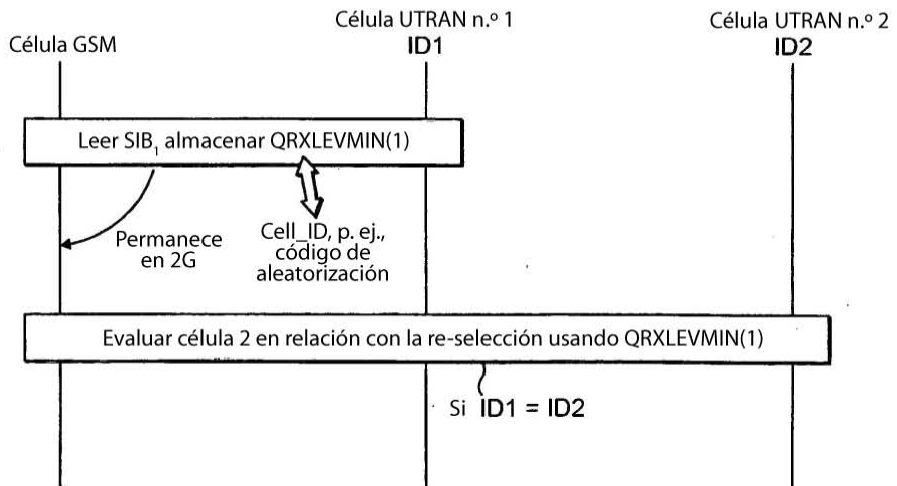 Célula GSM
Célula UTRAN n.º 1
ID1
Célula UTRAN n.º 2
ID2
Leer SIB, almacenar QRXLEVMIN(1)
Permanece
en 2G
Cell_ID, p. ej.,
código de
aleatorización
Evaluar célula 2 en relación con la re-selección usando QRXLEVMIN(1)
Si ID1 = ID2